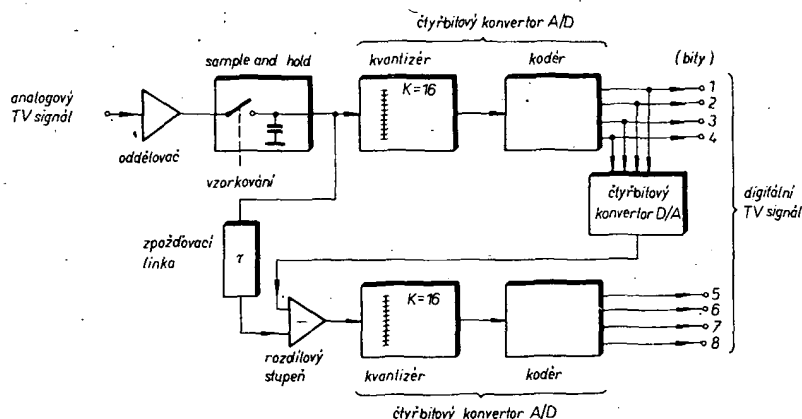 čtyřbitový konvertor A/D
sample and hold
kvantizér
kodér
(bity)
analogový
TV signál
K=16
1
2
3
4
oddělovač
vzorkování
čtyřbitový
konvertor D/A
digitální
TV signál
zpožďovací
linka
τ
K=16
5
6
7
8
−
rozdílový
stupeň
kvantizér
kodér
čtyřbitový konvertor A/D